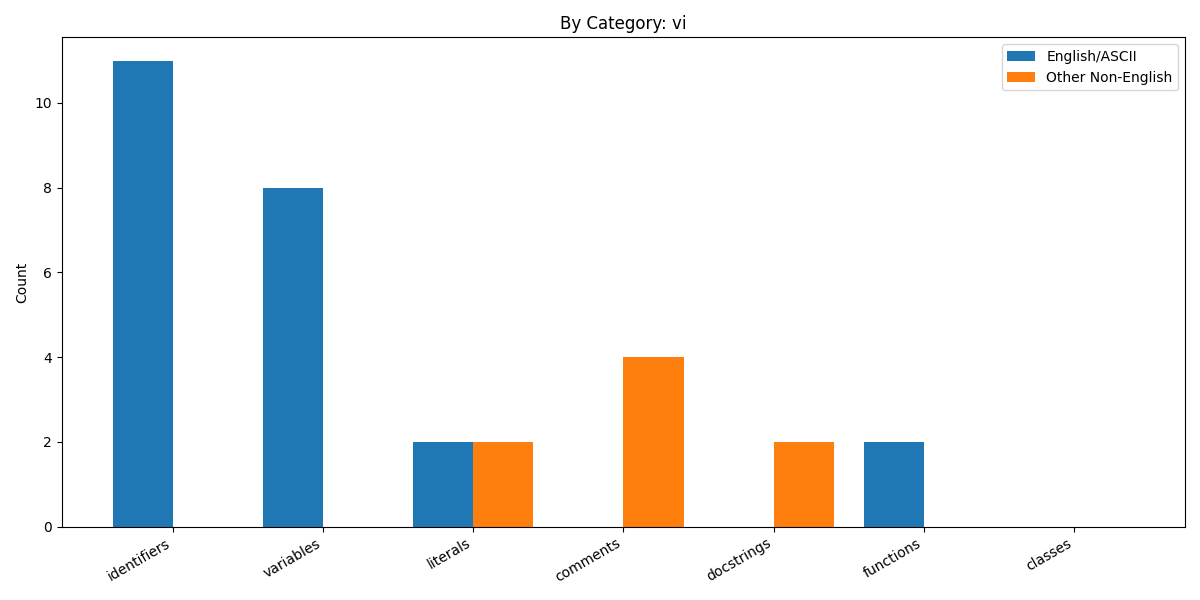 By Category: vi
English/ASCII
Other Non-English
Count
10
8
6
4
2
0
identifiers
variables
literals
comments
docstrings
functions
classes